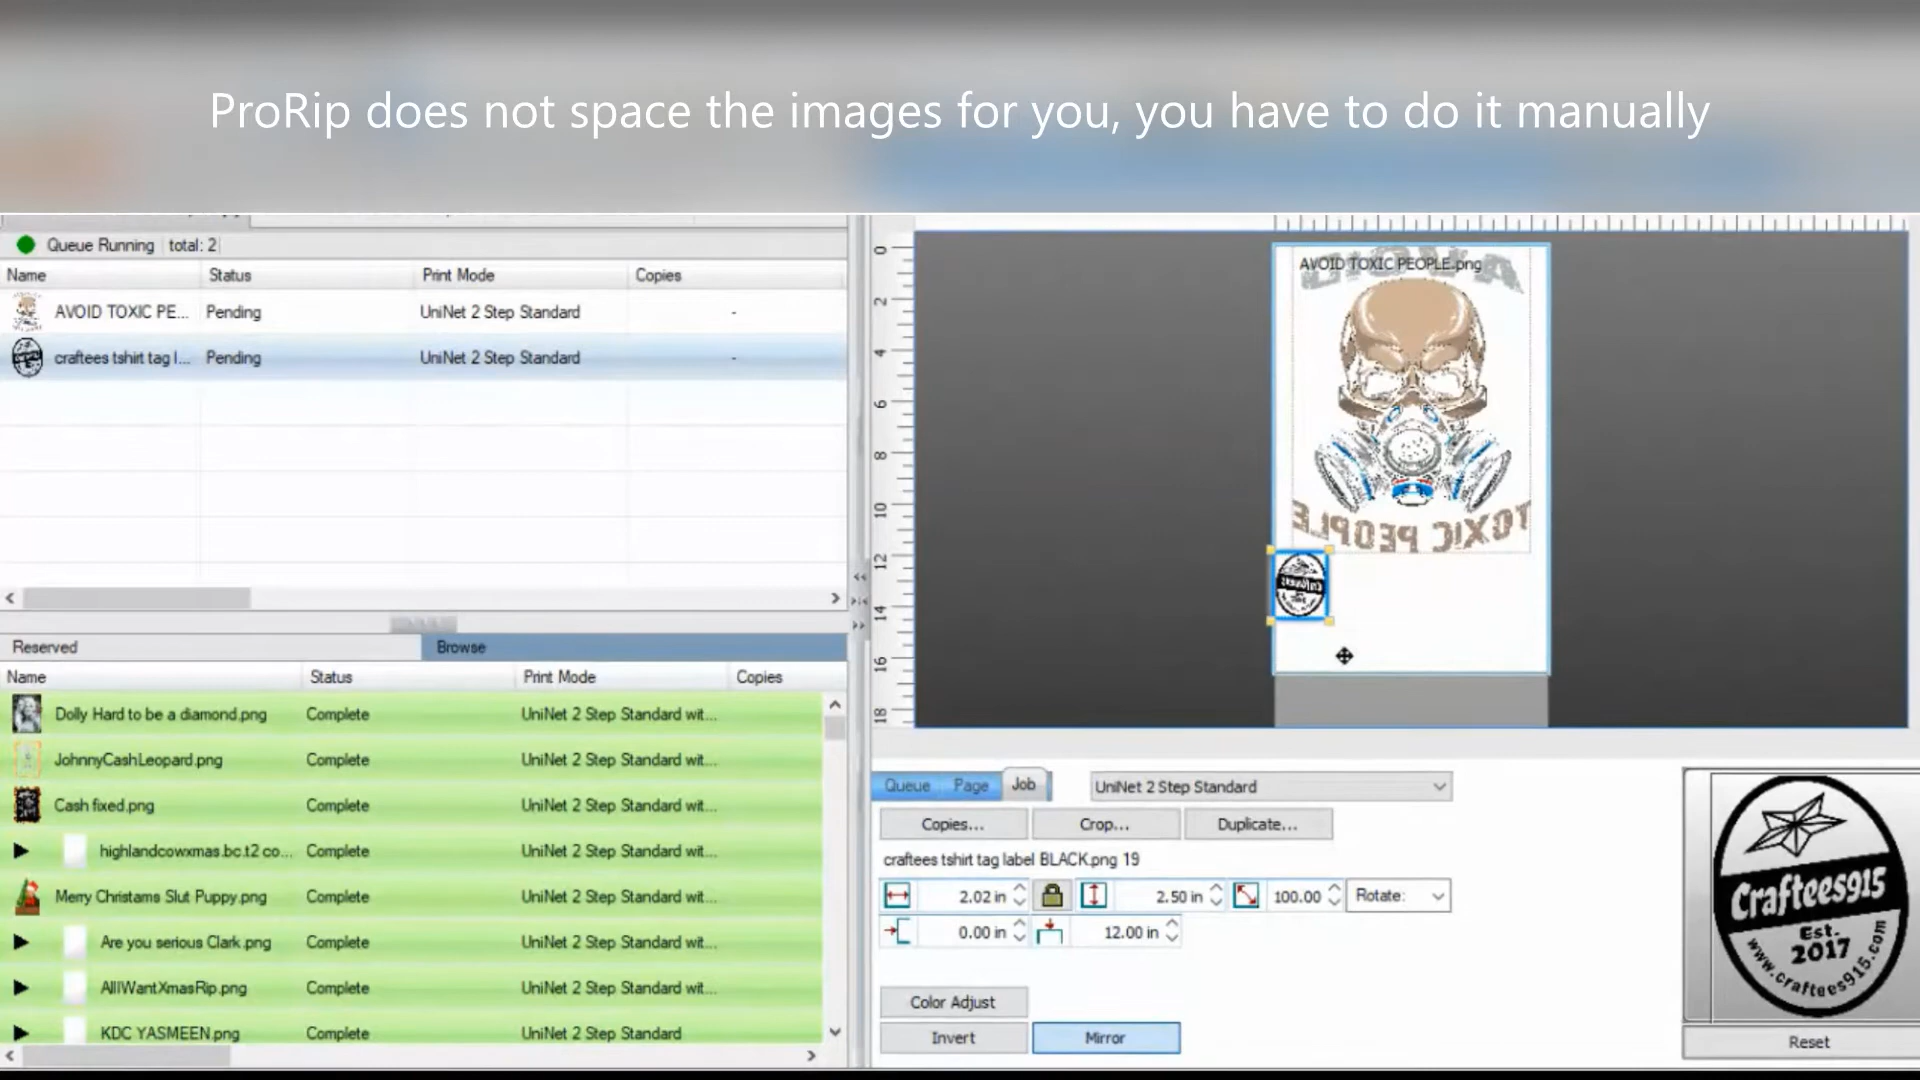 ProRip does not space the images for you, you have to do it manually
Queue Running total: 2
Name Status Print Mode Copies
AVOID TOXIC PE... Pending UniNet 2 Step Standard -
craftees tshirt tag l... Pending UniNet 2 Step Standard -
Reserved Browse
Name Status Print Mode Copies
Dolly Hard to be a diamond.png Complete UniNet 2 Step Standard wit...
JohnnyCashLeopard.png Complete UniNet 2 Step Standard wit...
Cash fixed.png Complete UniNet 2 Step Standard wit...
highlandcowxmas.bc.t2 co... Complete UniNet 2 Step Standard wit...
Merry Christams Slut Puppy.png Complete UniNet 2 Step Standard wit...
Are you serious Clark.png Complete UniNet 2 Step Standard wit...
AllIWantXmasRip.png Complete UniNet 2 Step Standard wit...
KDC YASMEEN.png Complete UniNet 2 Step Standard
0
2
4
6
8
10
12
14
16
18
AVOID
AVOID TOXIC PEOPLE.png
TOXIC PEOPLE
Queue Page Job UniNet 2 Step Standard
Copies... Crop... Duplicate...
craftees tshirt tag label BLACK.png 19
2.02 in 2.50 in 100.00 Rotate:
0.00 in 12.00 in
Color Adjust
Invert Mirror
Craftees915
Est.
2017
www.craftees915.com
Reset